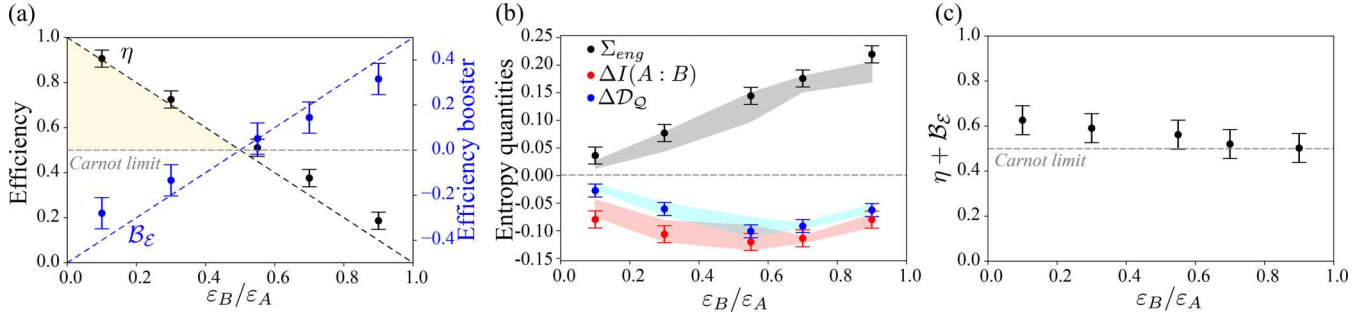 (a)
1.0
0.8
0.6
0.4
0.2
0.0
Efficiency
η
Carnot limit
𝓑_𝓔
0.4
0.2
0.0
−0.2
−0.4
Efficiency booster
0.0 0.2 0.4 0.6 0.8 1.0
ε_B/ε_A
(b)
0.25
0.20
0.15
0.10
0.05
0.00
-0.05
-0.10
-0.15
Entropy quantities
Σ_eng
ΔI(A : B)
Δ𝓓_𝓠
0.0 0.2 0.4 0.6 0.8 1.0
ε_B/ε_A
(c)
1.0
0.8
0.6
0.4
0.2
0.0
η + 𝓑_𝓔
Carnot limit
0.0 0.2 0.4 0.6 0.8 1.0
ε_B/ε_A